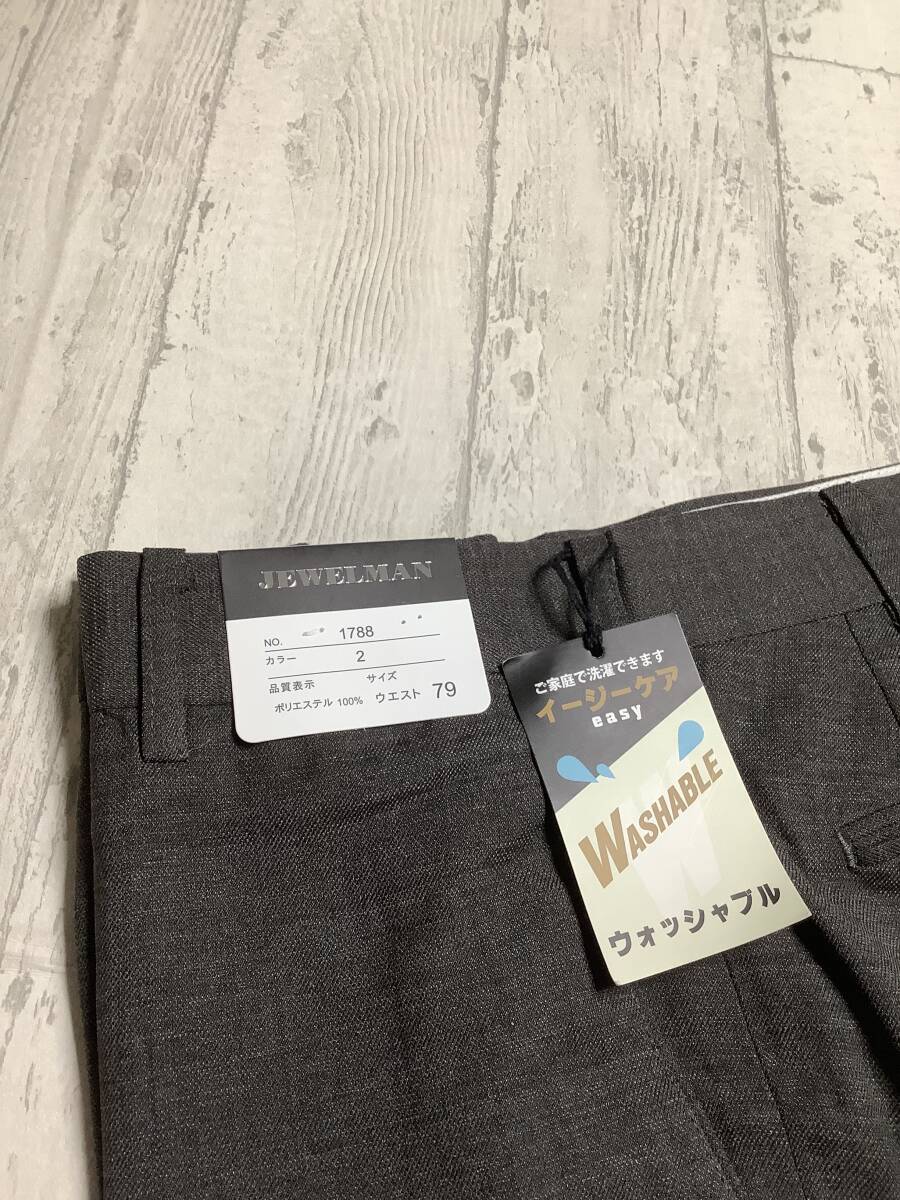 JEWELMAN
NO. 1788
カラー 2
品質表示 サイズ
ポリエステル 100% ウエスト 79
ご家庭で洗濯できます
イージーケア
easy
WASHABLE
ウォッシャブル